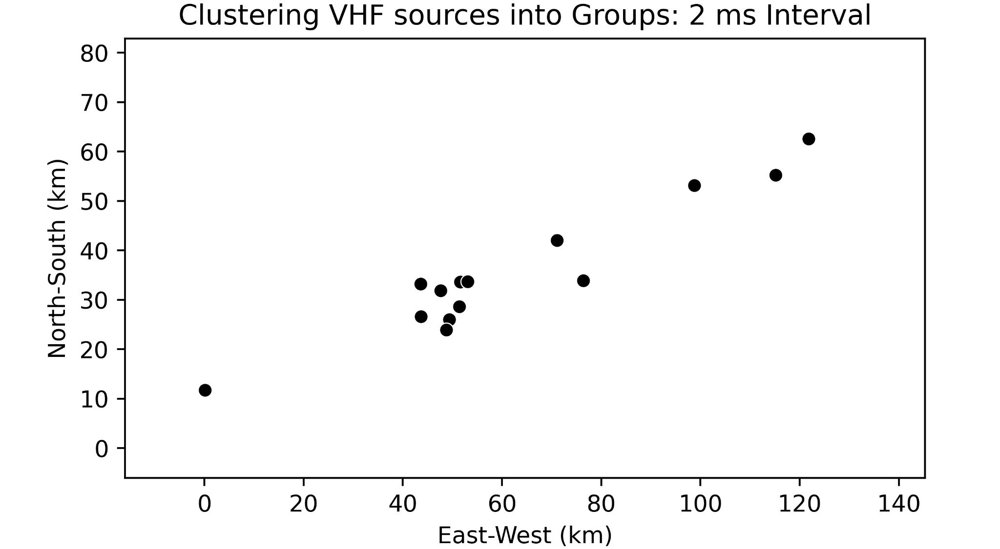 Clustering VHF sources into Groups: 2 ms Interval
80
70
60
50
40
30
20
10
0
North-South (km)
0 20 40 60 80 100 120 140
East-West (km)